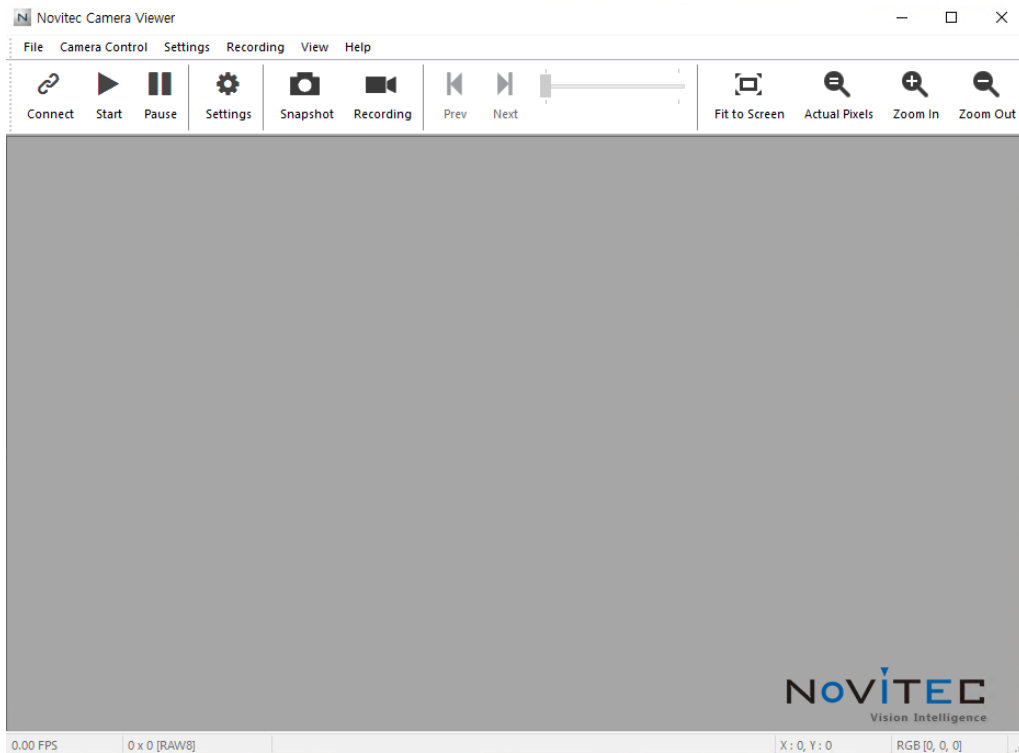 Novitec Camera Viewer
File Camera Control Settings Recording View Help
Connect Start Pause Settings Snapshot Recording Prev Next Fit to Screen Actual Pixels Zoom In Zoom Out
NOVITEC
Vision Intelligence
0.00 FPS 0 x 0 [RAW8] X : 0, Y : 0 RGB [0, 0, 0]